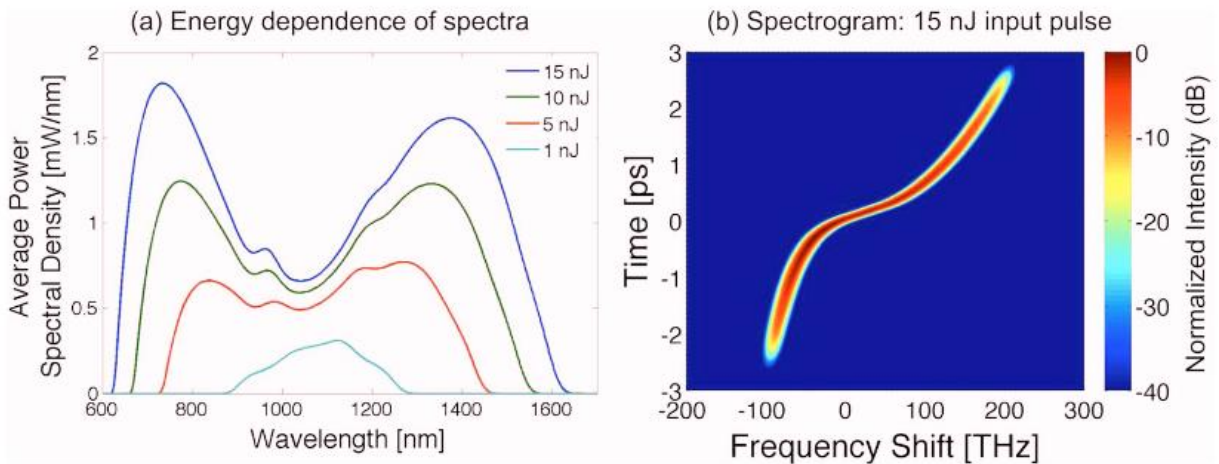 (a) Energy dependence of spectra
2
1.5
1
0.5
0
600 800 1000 1200 1400 1600
Average Power
Spectral Density [mW/nm]
Wavelength [nm]
15 nJ
10 nJ
5 nJ
1 nJ
(b) Spectrogram: 15 nJ input pulse
3
2
1
0
-1
-2
-3
-200 -100 0 100 200 300
Time [ps]
Frequency Shift [THz]
0
-10
-20
-30
-40
Normalized Intensity (dB)